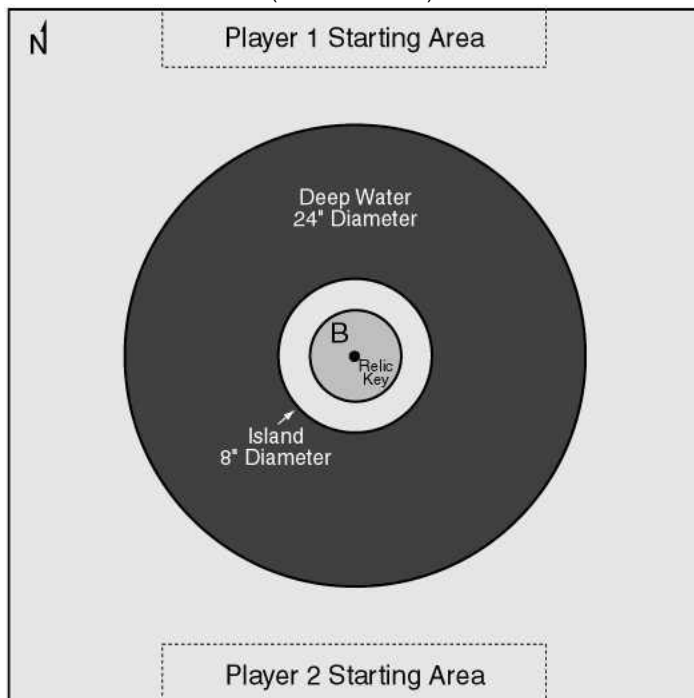 N
Player 1 Starting Area
Deep Water
24" Diameter
B
Relic
Key
Island
8" Diameter
Player 2 Starting Area